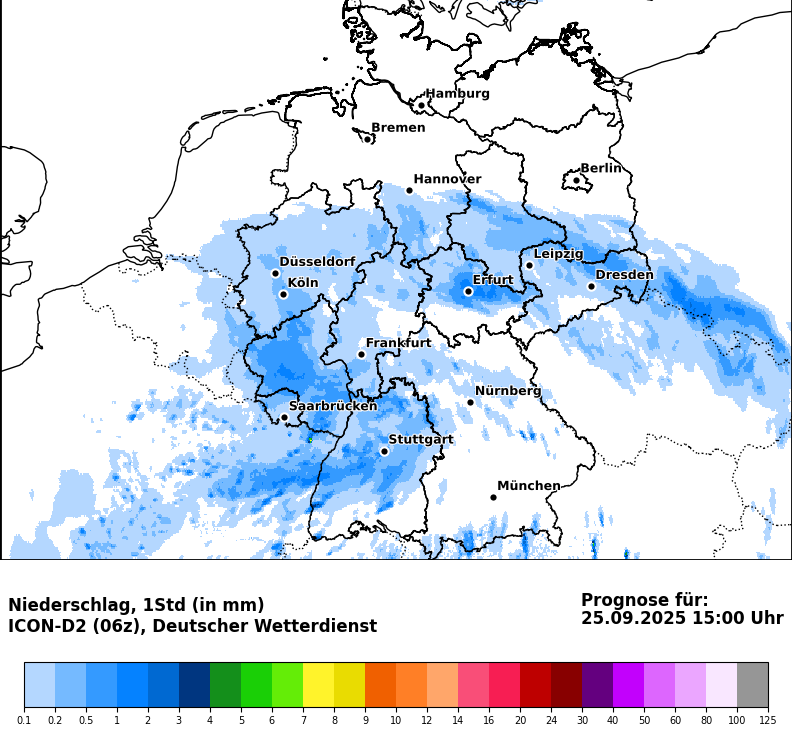 Hamburg
Bremen
Berlin
Hannover
Leipzig
Düsseldorf
Dresden
Erfurt
Köln
Frankfurt
Nürnberg
Saarbrücken
Stuttgart
München
Niederschlag, 1Std (in mm)
ICON-D2 (06z), Deutscher Wetterdienst
Prognose für:
25.09.2025 15:00 Uhr
0.1 0.2 0.5 1 2 3 4 5 6 7 8 9 10 12 14 16 20 24 30 40 50 60 80 100 125